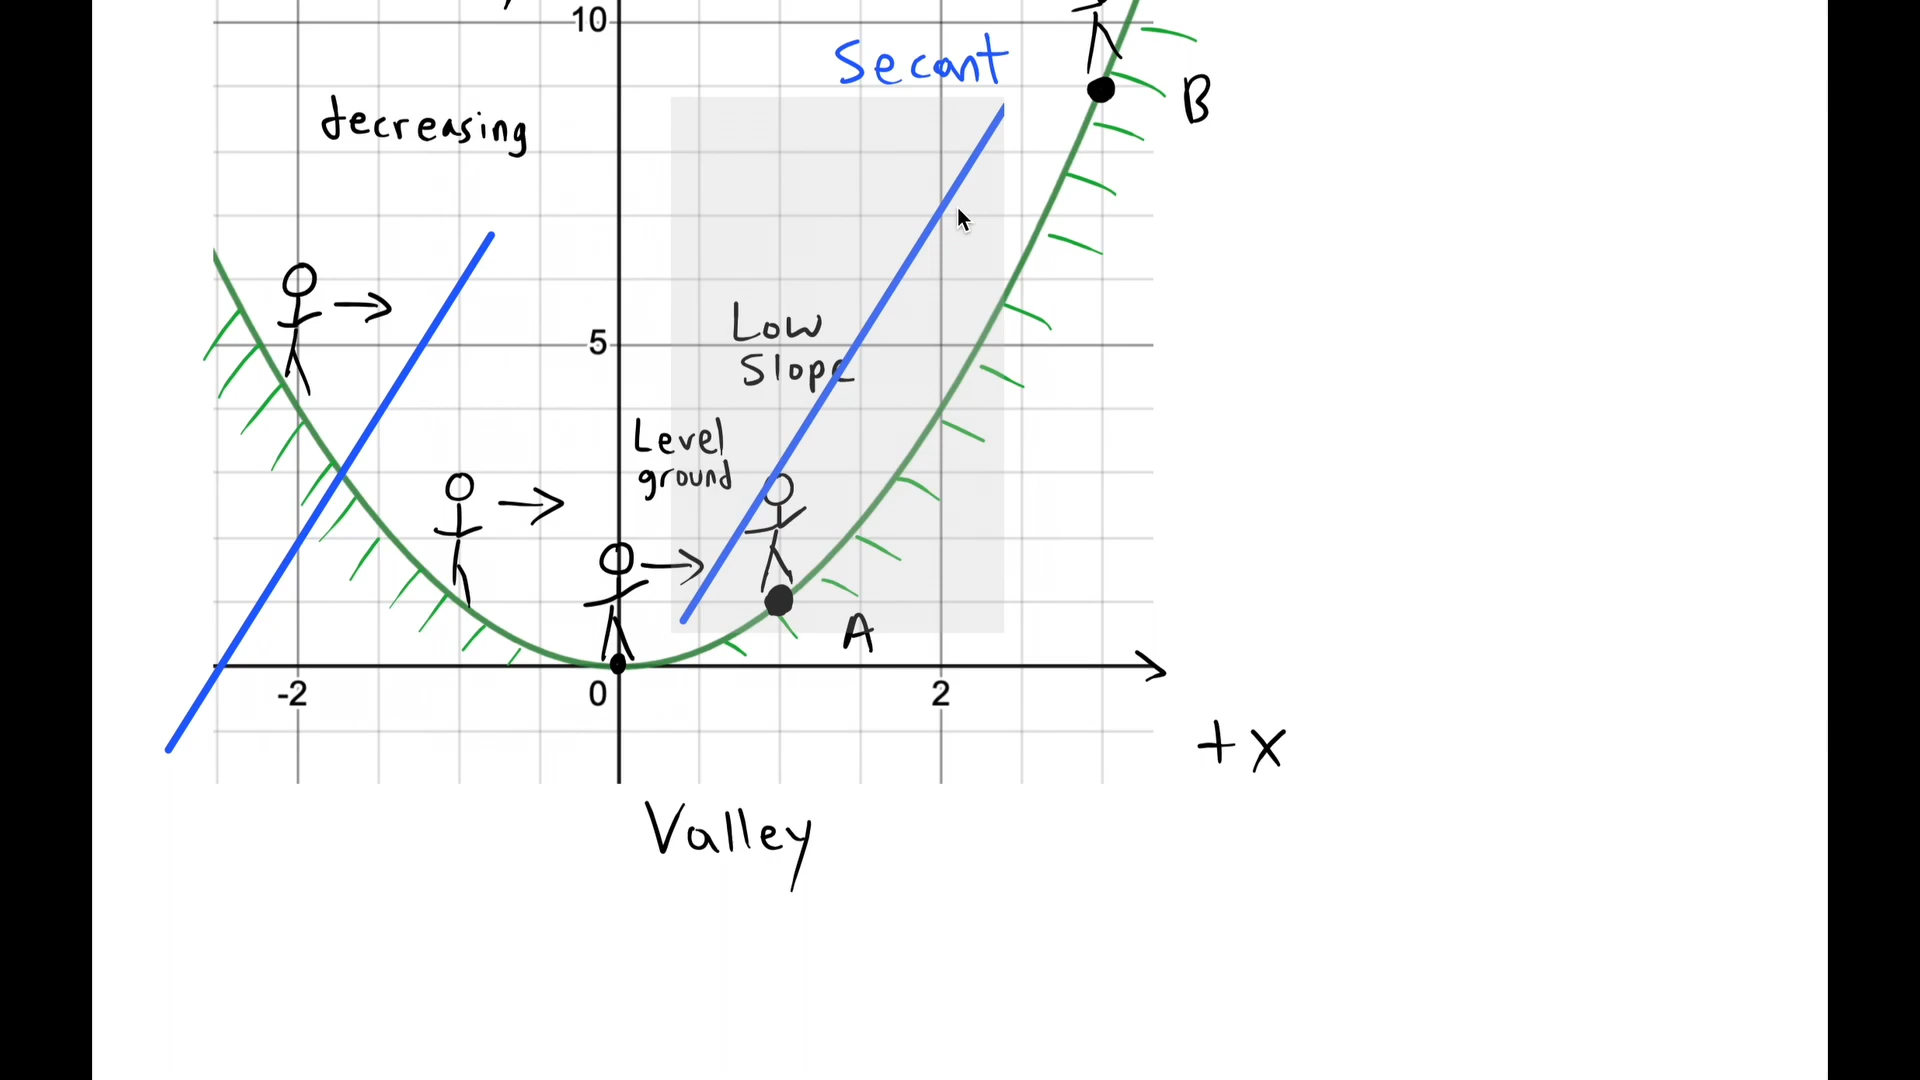 10
Secant
B
decreasing
5
Low
Slope
Level
ground
A
-2
0
2
+x
Valley